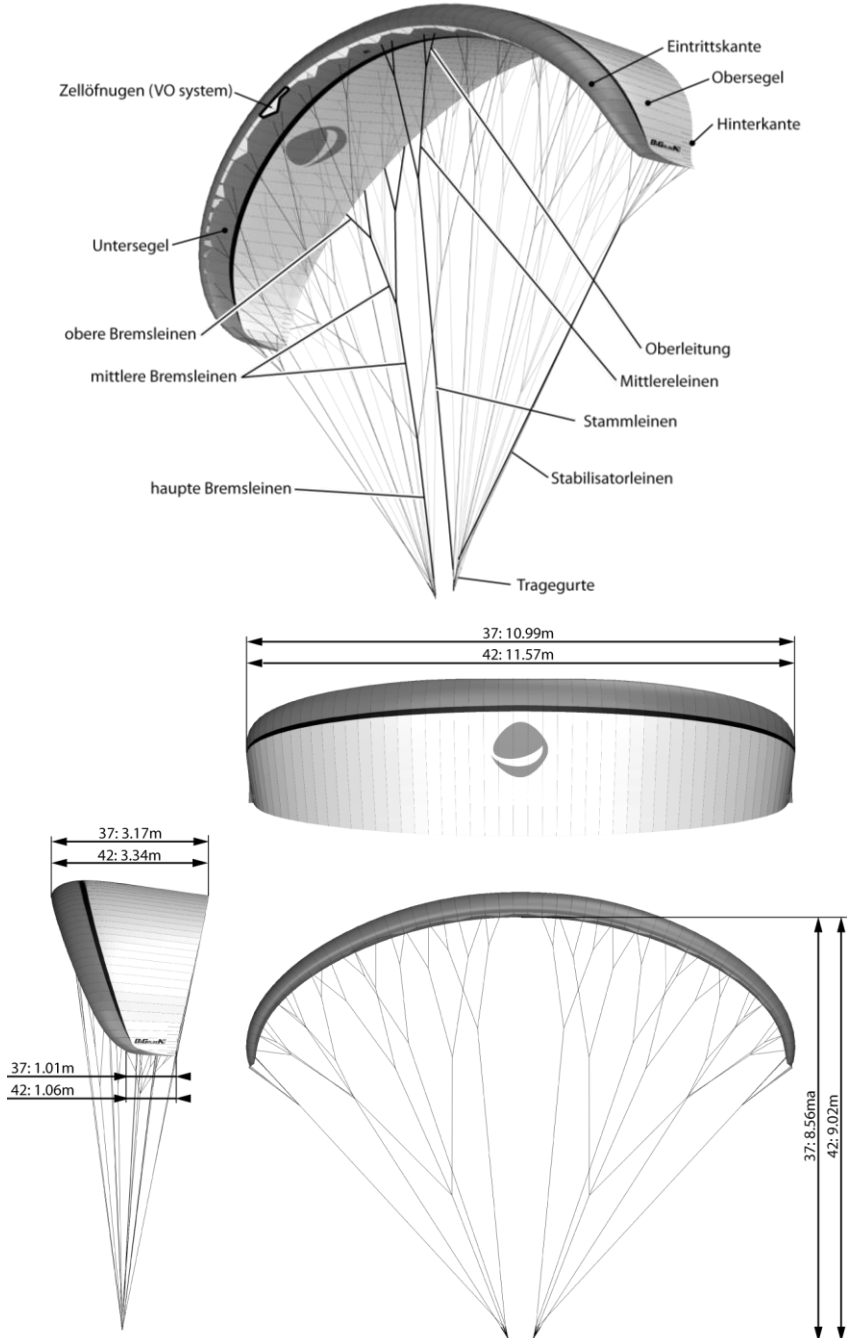 Eintrittskante
Obersegel
Zellöfnugen (VO system)
Hinterkante
Untersegel
obere Bremsleinen
Oberleitung
mittlere Bremsleinen
Mittlereleinen
Stammleinen
Stabilisatorleinen
haupte Bremsleinen
Tragegurte
37: 10.99m
42: 11.57m
37: 3.17m
42: 3.34m
37: 1.01m
42: 1.06m
37: 8.56ma
42: 9.02m